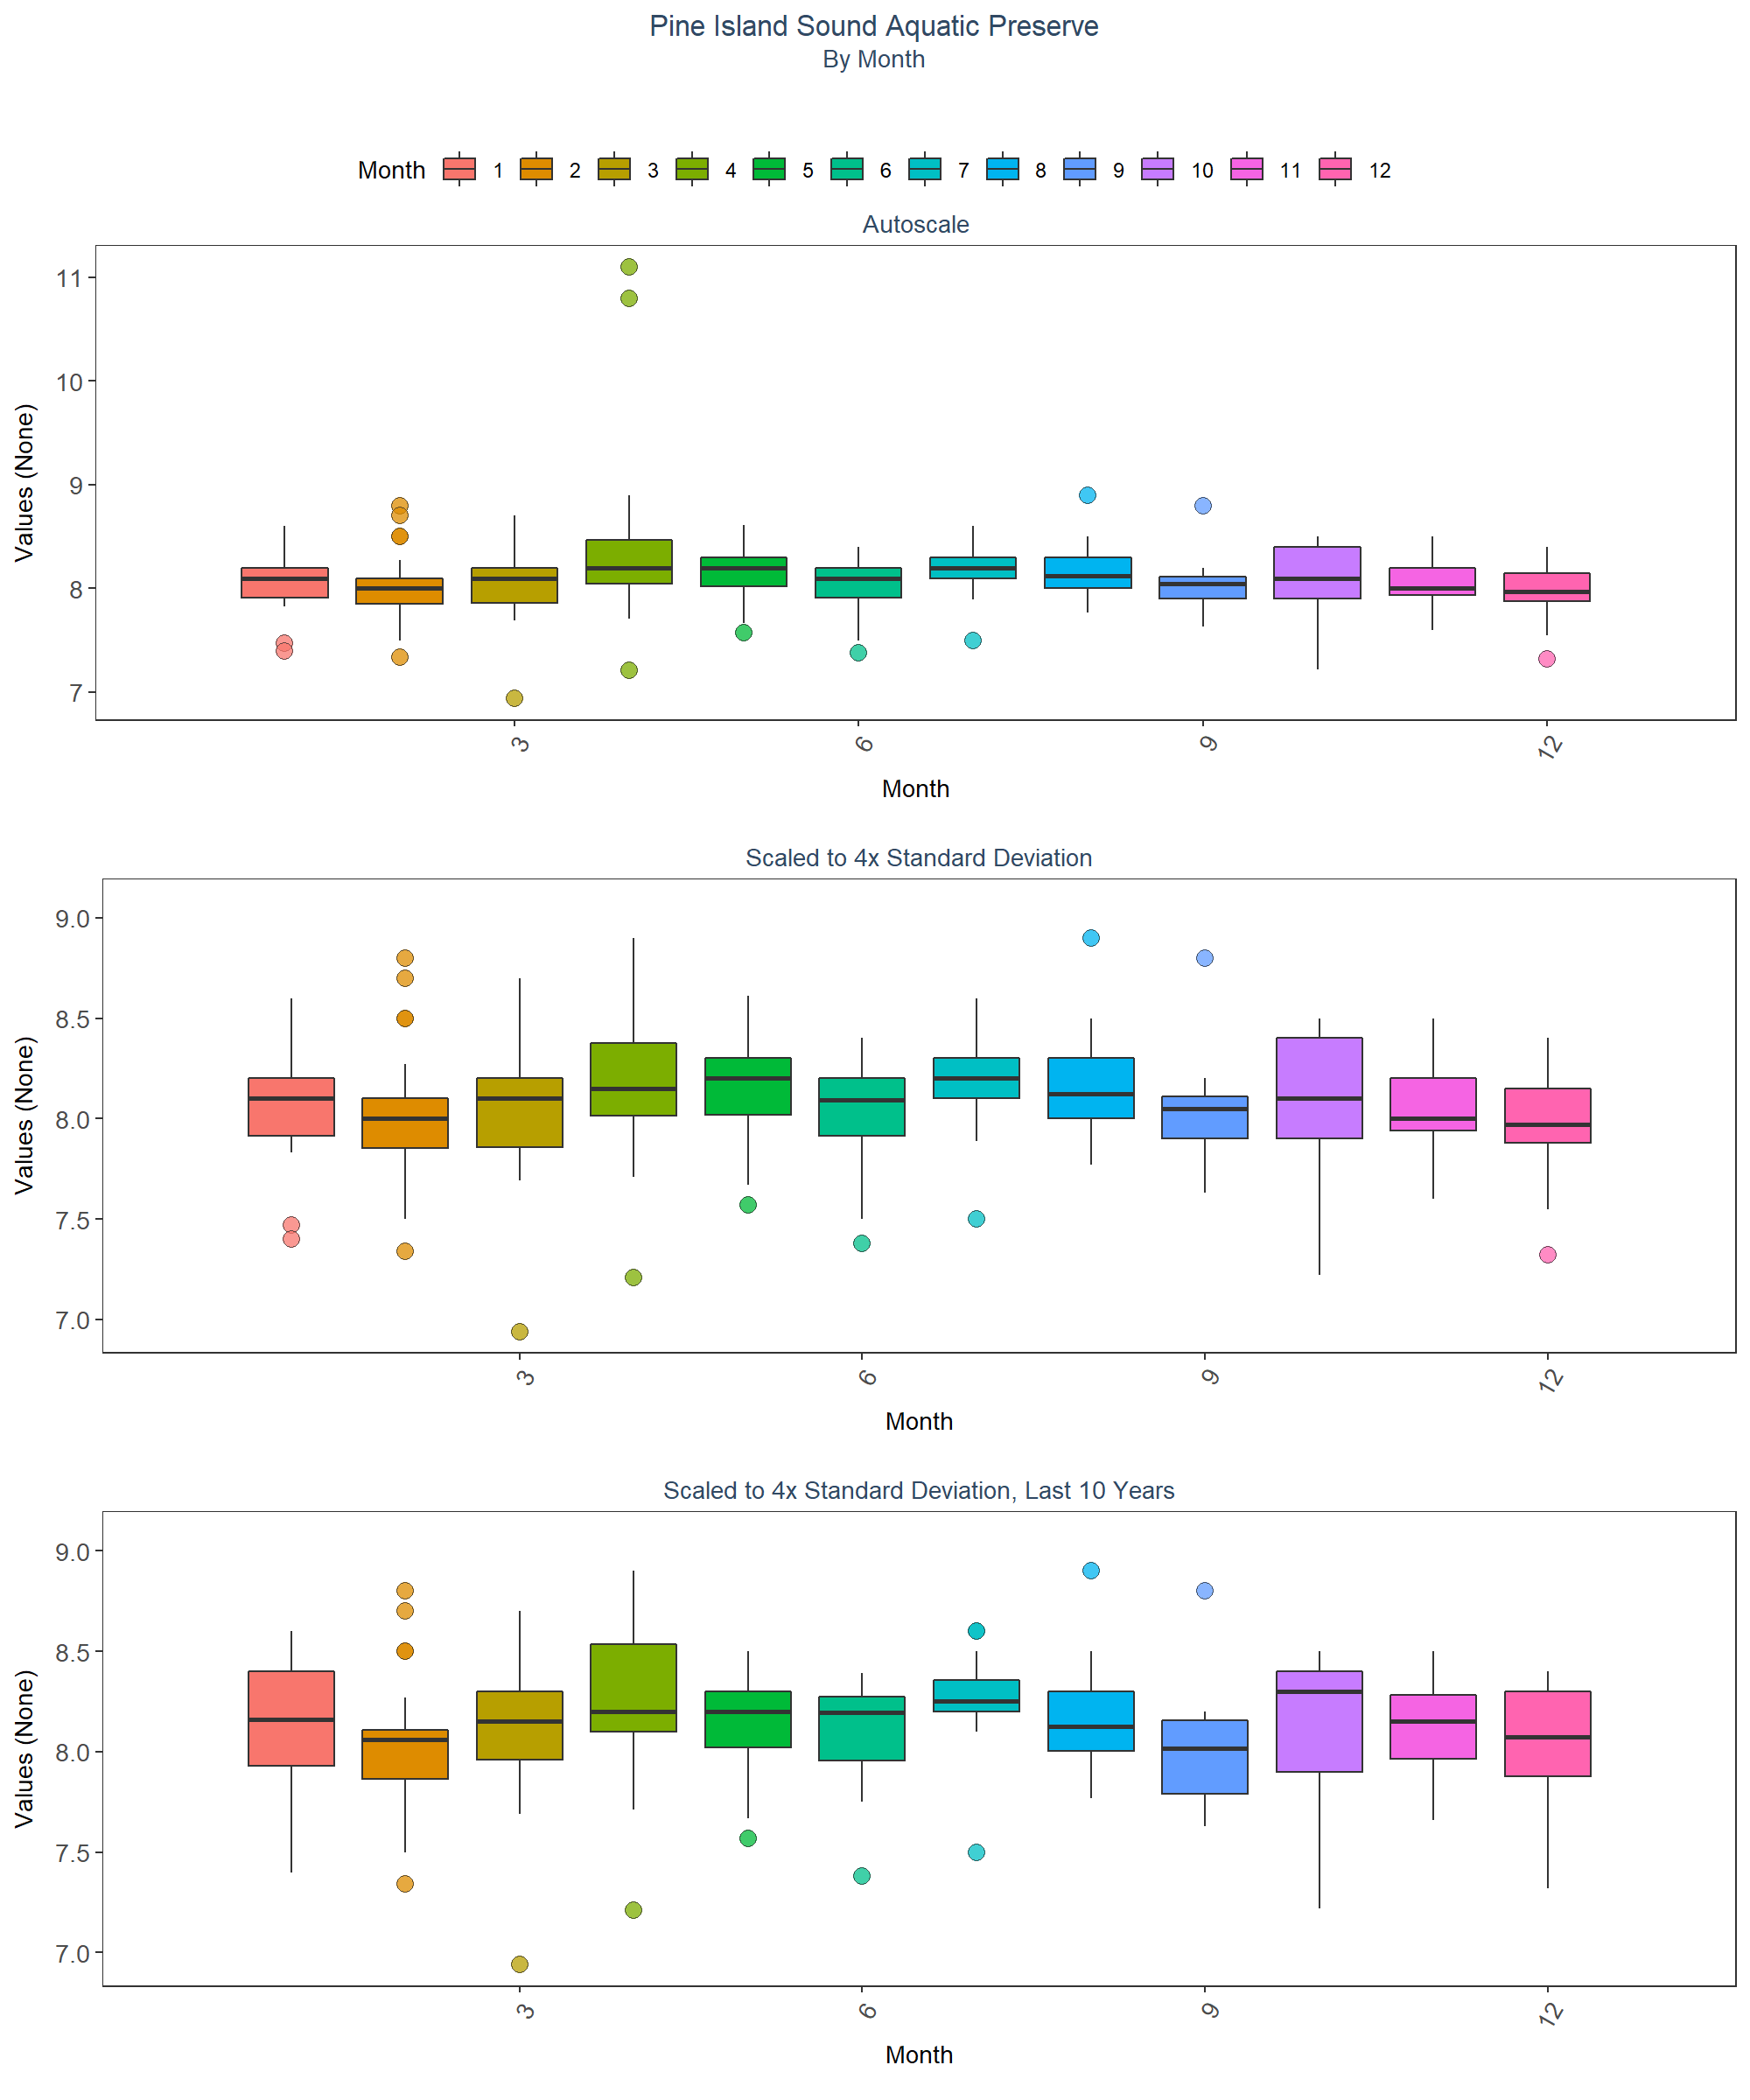 Pine Island Sound Aquatic Preserve
By Month
Month 1 2 3 4 5 6 7 8 9 10 11 12
Autoscale
Values (None)
11
10
9
8
7
3 6 9 12
Month
Scaled to 4x Standard Deviation
Values (None)
9.0
8.5
8.0
7.5
7.0
3 6 9 12
Month
Scaled to 4x Standard Deviation, Last 10 Years
Values (None)
9.0
8.5
8.0
7.5
7.0
3 6 9 12
Month